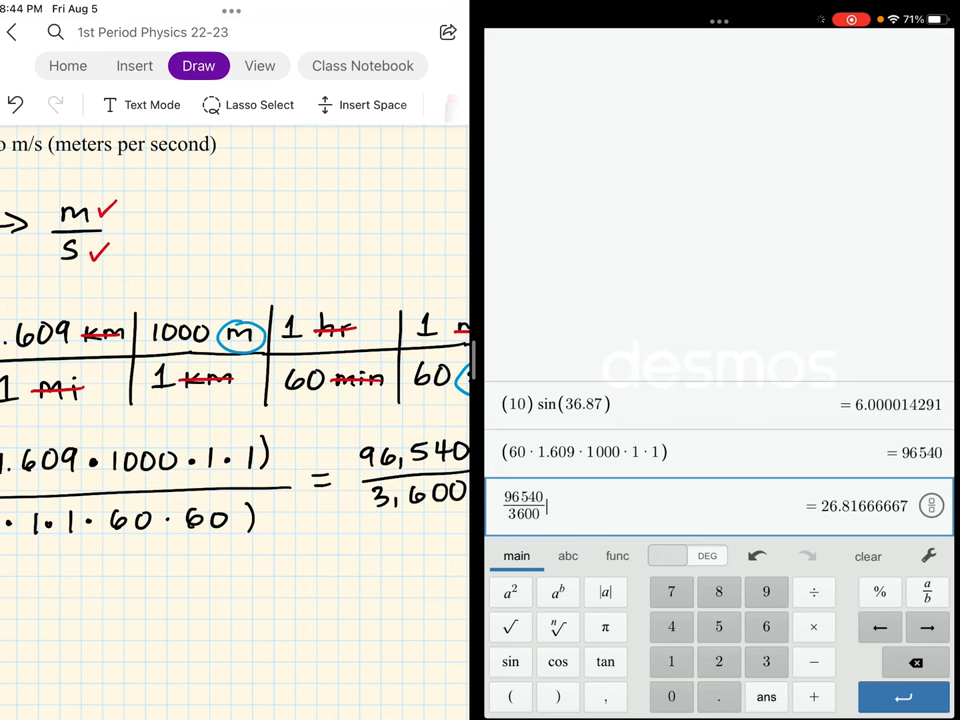 8:44 PM Fri Aug 5
1st Period Physics 22-23
Home Insert Draw View Class Notebook
Text Mode Lasso Select Insert Space
o m/s (meters per second)
=> m ✓
s ✓
.609 km | 1000 m | 1 hr | 1
1 mi | 1 km | 60 min | 60
1.609 • 1000 • 1 • 1) = 96,540
• 1 • 1 • 60 • 60) 3,600
71%
desmos
(10) sin(36.87) = 6.000014291
(60 · 1.609 · 1000 · 1 · 1) = 96540
96540
3600 = 26.81666667
main abc func DEG clear
a² aᵇ |a| 7 8 9 ÷ % a/b
√ ⁿ√ π 4 5 6 × ← →
sin cos tan 1 2 3 −
( ) , 0 . ans +